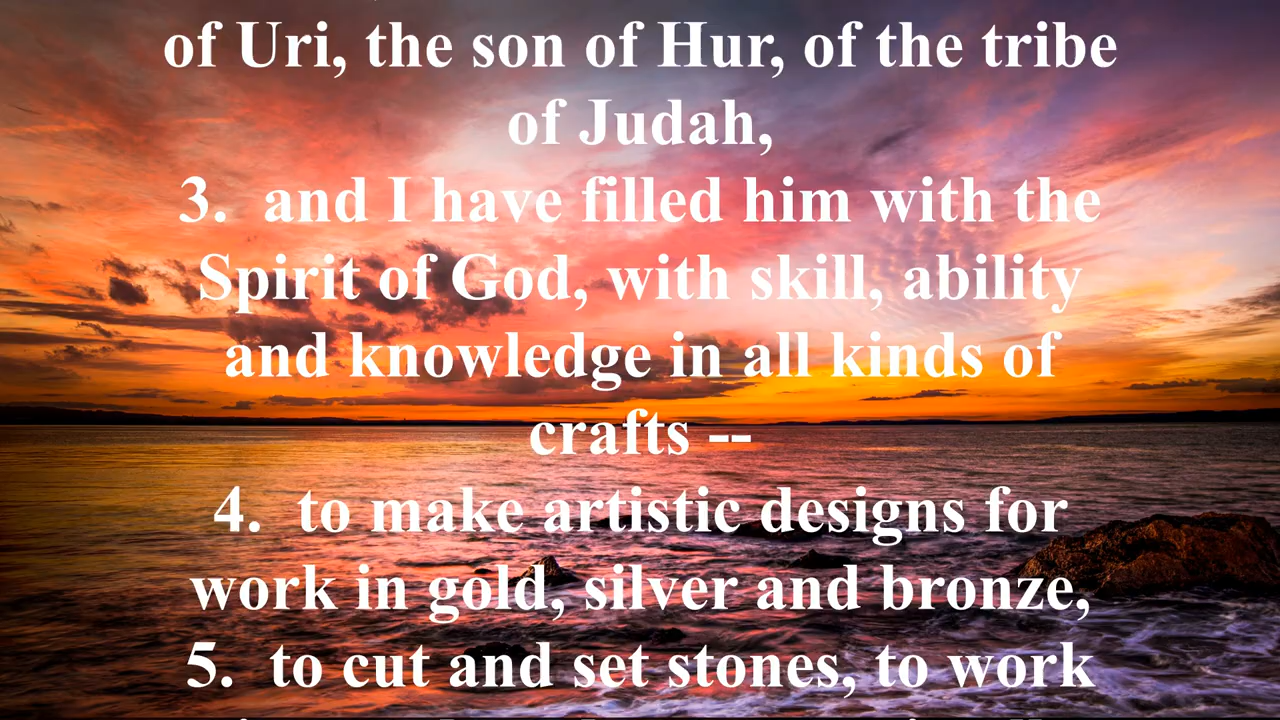 of Uri, the son of Hur, of the tribe
of Judah,
3.  and I have filled him with the
Spirit of God, with skill, ability
and knowledge in all kinds of
crafts --
4.  to make artistic designs for
work in gold, silver and bronze,
5.  to cut and set stones, to work